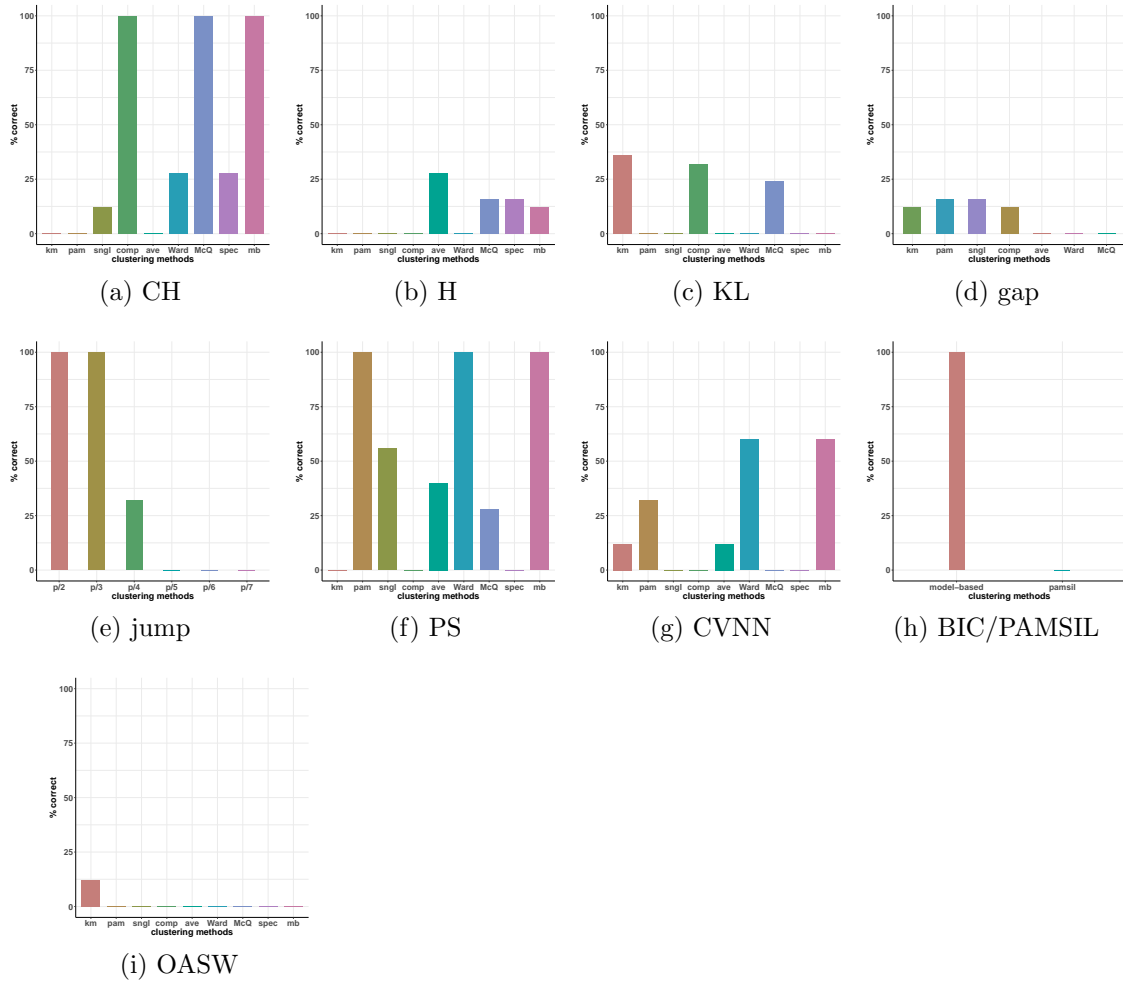 100
75
50
25
0
% correct
km pam sngl comp ave Ward McQ spec mb
clustering methods
(a) CH
100
75
50
25
0
% correct
km pam sngl comp ave Ward McQ spec mb
clustering methods
(b) H
100
75
50
25
0
% correct
km pam sngl comp ave Ward McQ spec mb
clustering methods
(c) KL
100
75
50
25
0
% correct
km pam sngl comp ave Ward McQ
clustering methods
(d) gap
100
75
50
25
0
% correct
p/2 p/3 p/4 p/5 p/6 p/7
clustering methods
(e) jump
100
75
50
25
0
% correct
km pam sngl comp ave Ward McQ spec mb
clustering methods
(f) PS
100
75
50
25
0
% correct
km pam sngl comp ave Ward McQ spec mb
clustering methods
(g) CVNN
100
75
50
25
0
% correct
model-based pamsil
clustering methods
(h) BIC/PAMSIL
100
75
50
25
0
% correct
km pam sngl comp ave Ward McQ spec mb
clustering methods
(i) OASW